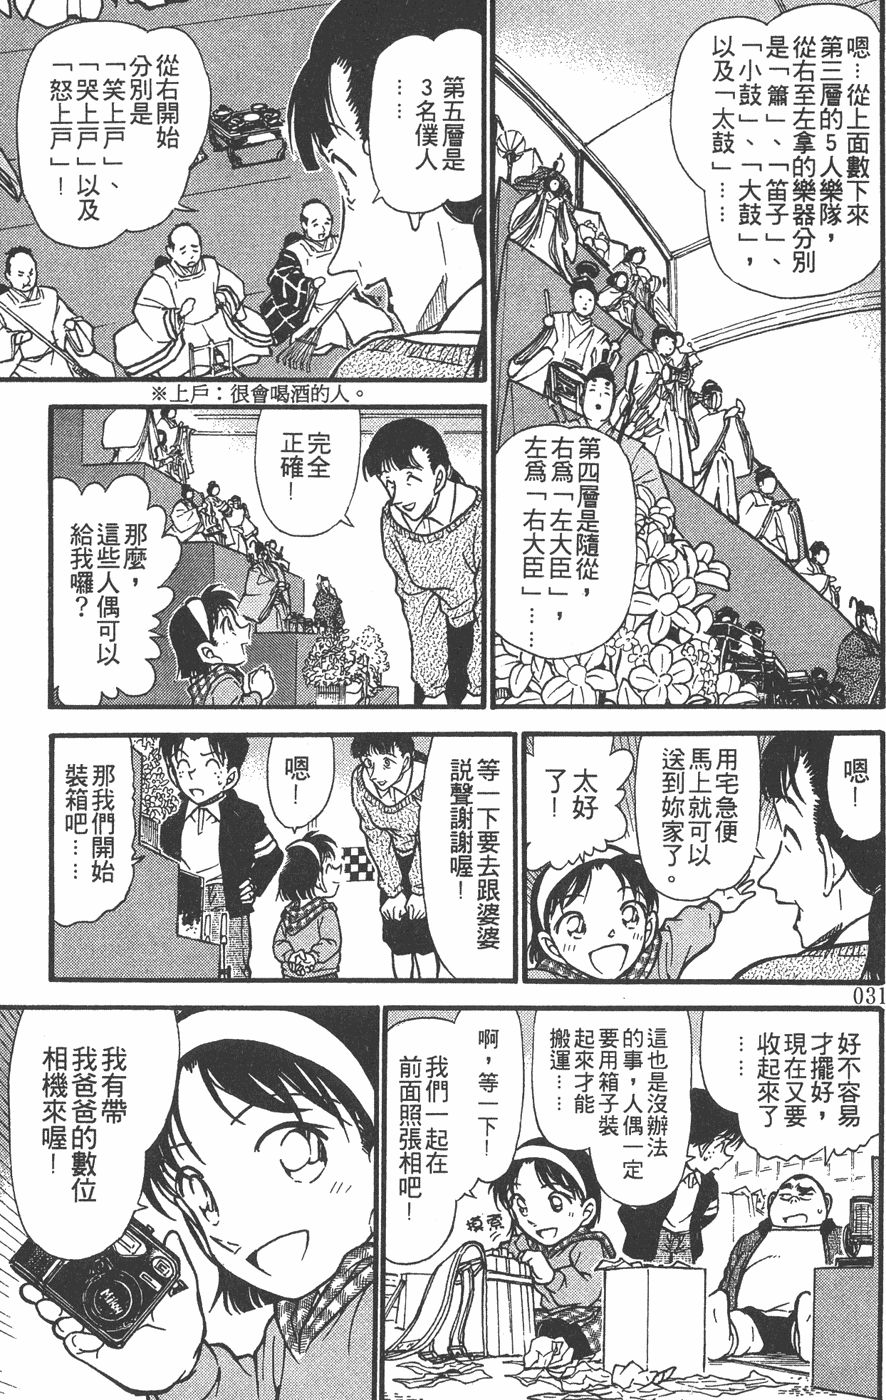 嗯…從上面數下來
第三層的5人樂隊，
從右至左拿的樂器分別
是「簫」、「笛子」、
「小鼓」、「大鼓」，
以及「太鼓」……
第四層是隨從，
右爲「左大臣」，
左爲「右大臣」……
第五層是
3名僕人
……
從右開始
分別是
「笑上戸」、
「哭上戸」以及
「怒上戸」！
※上戶：很會喝酒的人。
完全
正確！
那麼，
這些人偶可以
給我囉？
嗯！
用宅急便
馬上就可以
送到妳家了。
太好
了！
等一下要去跟婆婆
說聲謝謝喔！
嗯！
那我們開始
裝箱吧……
031
好不容易
才擺好，
現在又要
收起來了
……
這也是沒辦法
的事，人偶一定
要用箱子裝
起來才能
搬運……
啊，等一下！
我們一起在
前面照張相吧！
摸索
我有帶
我爸爸的數位
相機來喔！